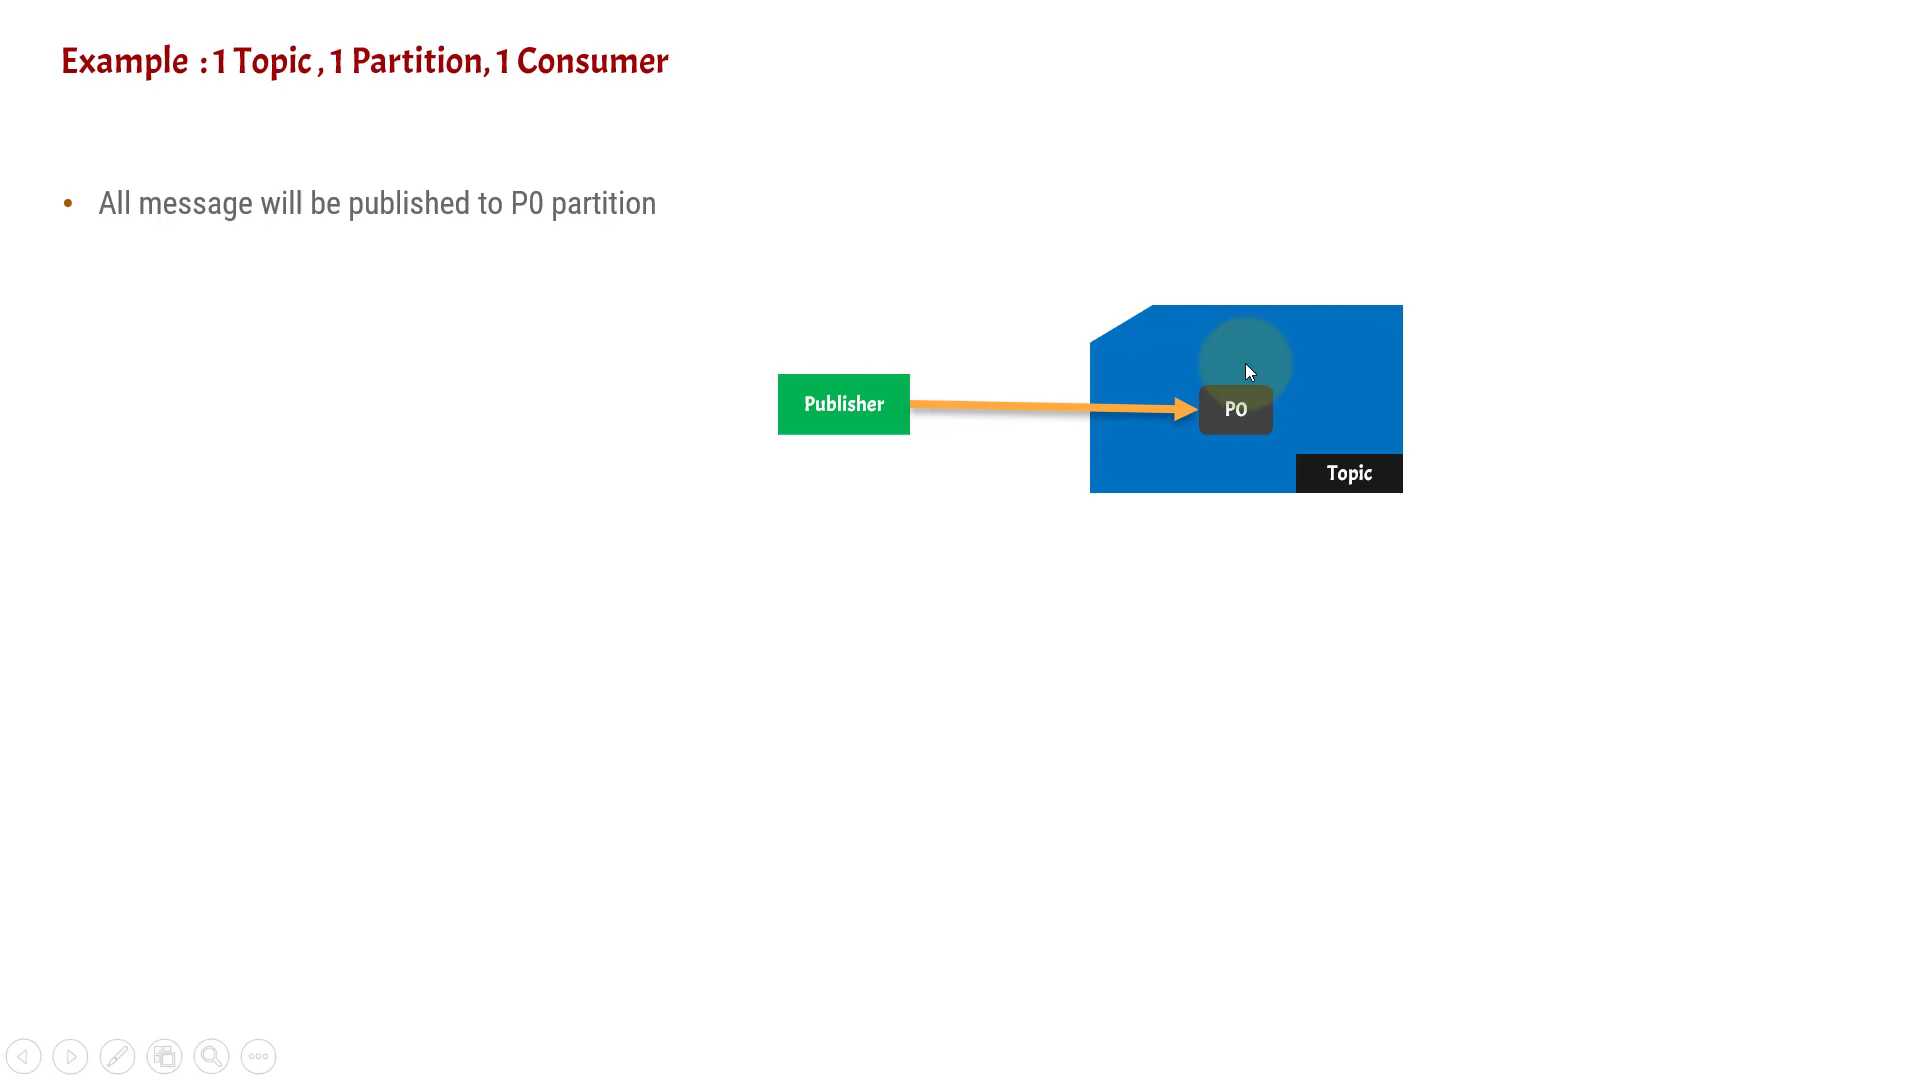 Example : 1 Topic , 1 Partition, 1 Consumer
• All message will be published to P0 partition
Publisher
P0
Topic